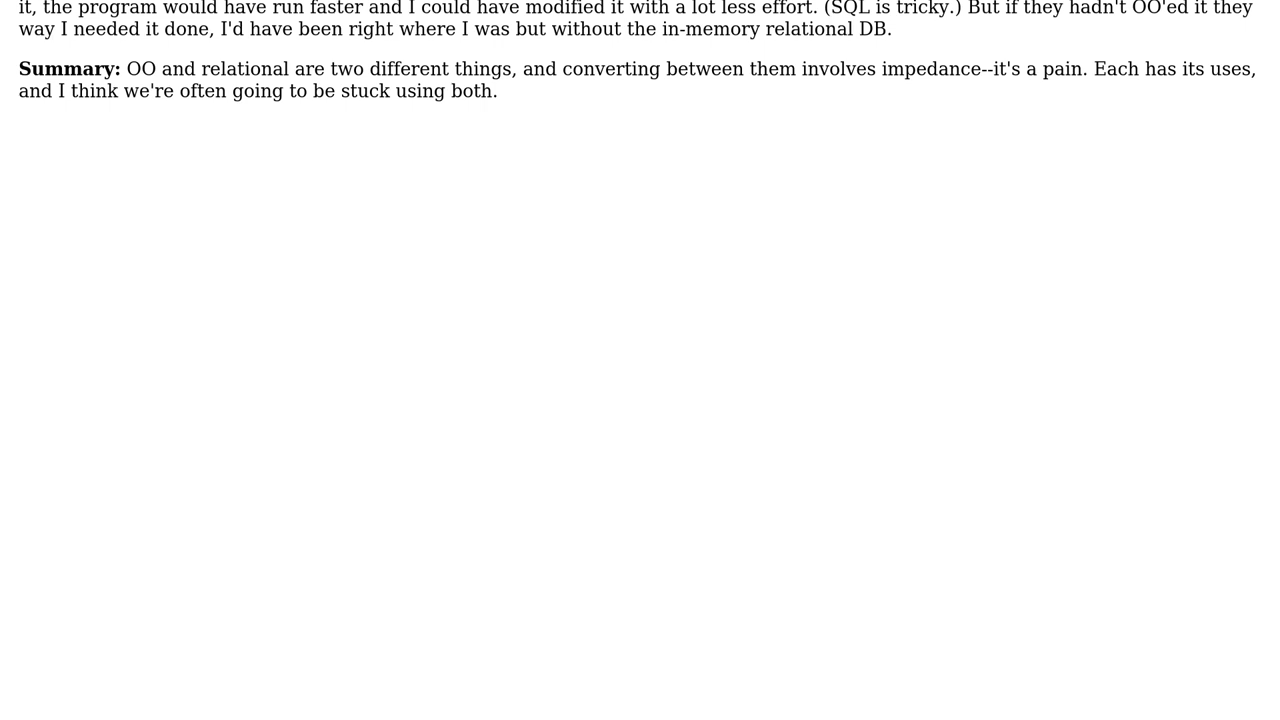 it, the program would have run faster and I could have modified it with a lot less effort. (SQL is tricky.) But if they hadn't OO'ed it they
way I needed it done, I'd have been right where I was but without the in-memory relational DB.
Summary: OO and relational are two different things, and converting between them involves impedance--it's a pain. Each has its uses,
and I think we're often going to be stuck using both.